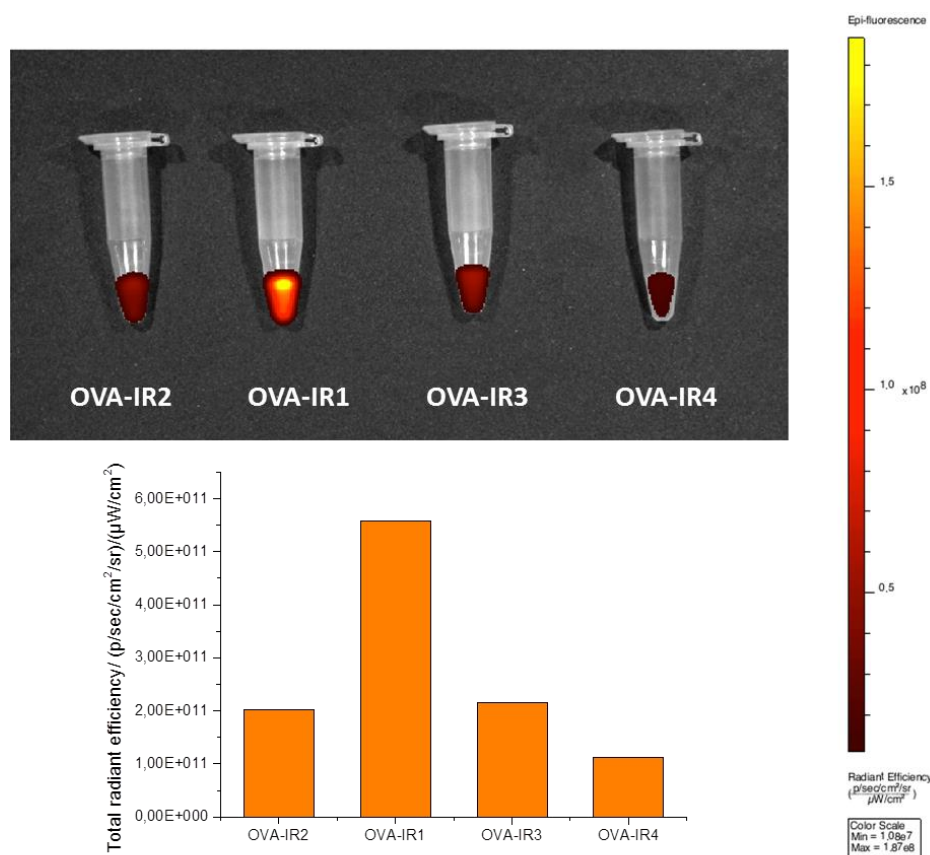 Epi-fluorescence
1,5
1,0
x10⁸
0,5
OVA-IR2
OVA-IR1
OVA-IR3
OVA-IR4
Total radiant efficiency/ (p/sec/cm²/sr)/(µW/cm²)
6,00E+011
5,00E+011
4,00E+011
3,00E+011
2,00E+011
1,00E+011
0,00E+000
OVA-IR2
OVA-IR1
OVA-IR3
OVA-IR4
Radiant Efficiency
(p/sec/cm²/sr
µW/cm²)
Color Scale
Min = 1,08e7
Max = 1,87e8